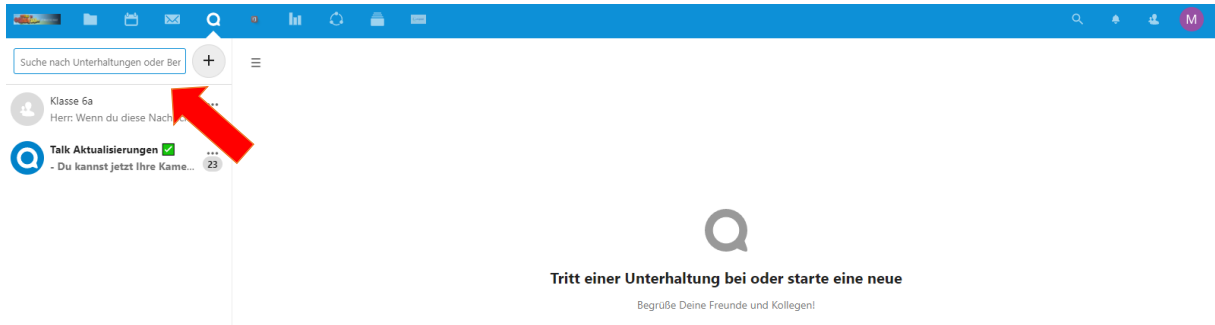 M
Suche nach Unterhaltungen oder Ber
+
Klasse 6a
Herr: Wenn du diese
Talk Aktualisierungen ✅
- Du kannst jetzt Ihre Kame...
23
Tritt einer Unterhaltung bei oder starte eine neue
Begrüße Deine Freunde und Kollegen!